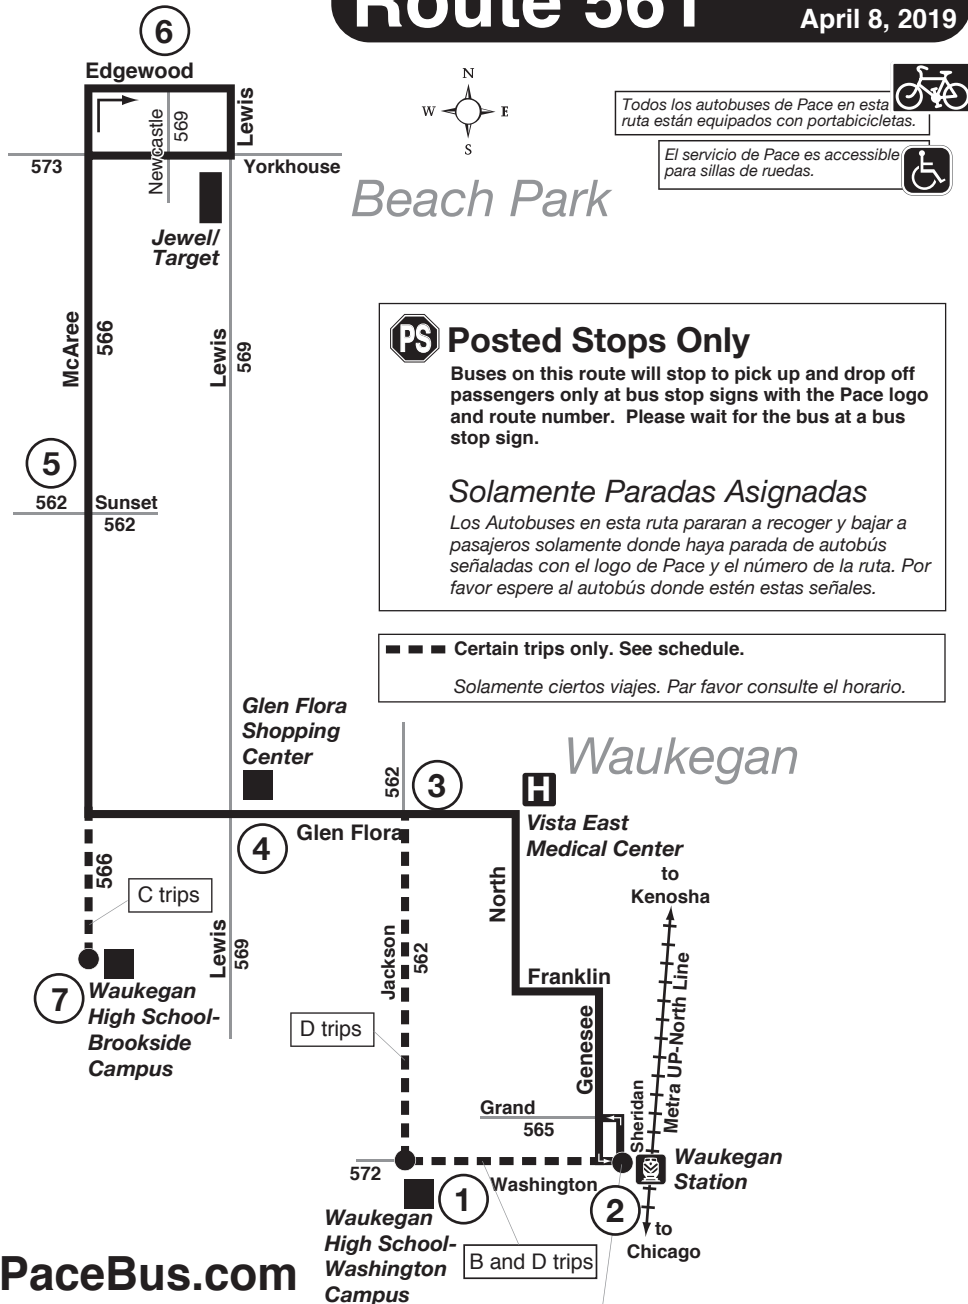 Route 561
April 8, 2019
6
Edgewood
Lewis
Newcastle
569
573
Yorkhouse
N
W
E
S
Todos los autobuses de Pace en esta
ruta están equipados con portabicicletas.
El servicio de Pace es accessible
para sillas de ruedas.
Beach Park
Jewel/
Target
McAree
566
Lewis
569
PS
Posted Stops Only
Buses on this route will stop to pick up and drop off
passengers only at bus stop signs with the Pace logo
and route number. Please wait for the bus at a bus
stop sign.
Solamente Paradas Asignadas
Los Autobuses en esta ruta pararan a recoger y bajar a
pasajeros solamente donde haya parada de autobús
señaladas con el logo de Pace y el número de la ruta. Por
favor espere al autobús donde estén estas señales.
5
562
Sunset
562
Certain trips only. See schedule.
Solamente ciertos viajes. Par favor consulte el horario.
Glen Flora
Shopping
Center
562
3
Waukegan
H
Vista East
Medical Center
4
Glen Flora
566
C trips
North
to
Kenosha
Lewis
569
Jackson
562
7
Waukegan
High School-
Brookside
Campus
Franklin
Genesee
Metra UP-North Line
D trips
Sheridan
Grand
565
572
Washington
Waukegan
Station
1
2
Waukegan
High School-
Washington
Campus
B and D trips
to
Chicago
PaceBus.com